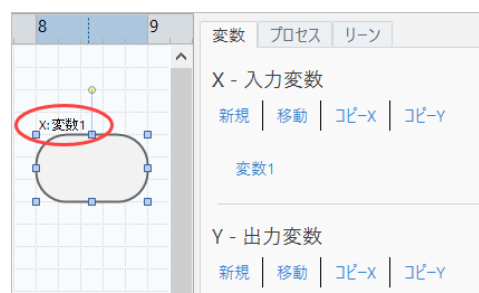 8 9
X:変数1
変数 プロセス リーン
X - 入力変数
新規 移動 コピ-X コピ-Y
変数1
Y - 出力変数
新規 移動 コピ-X コピ-Y